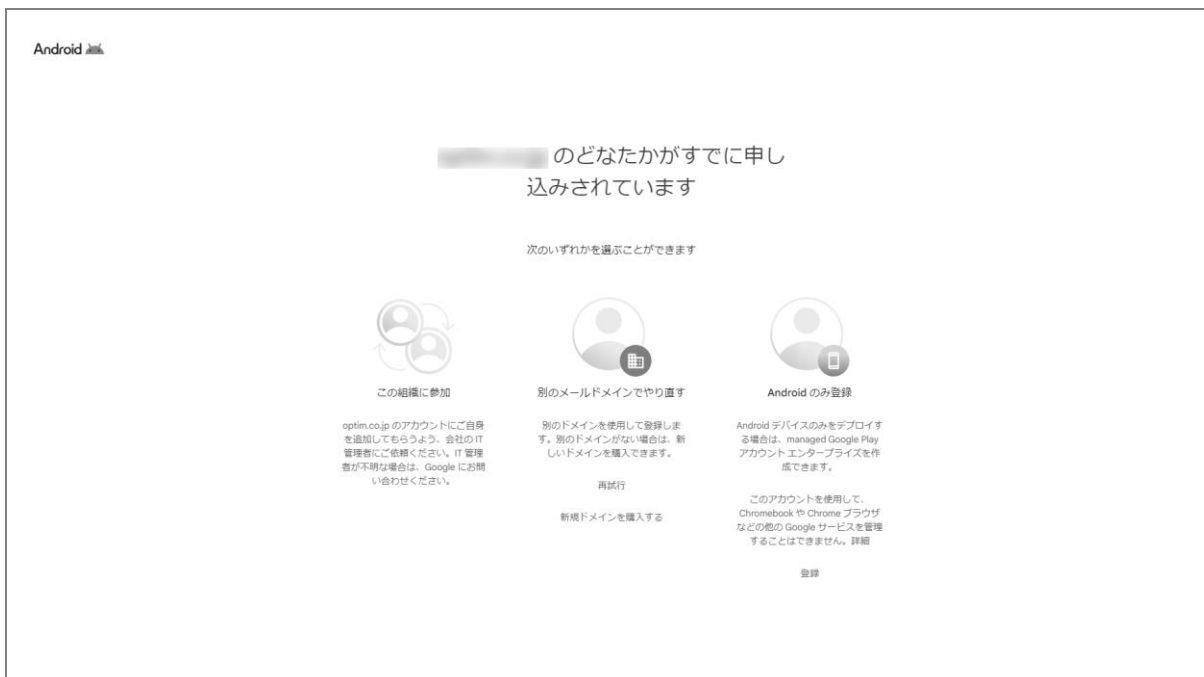 Android
のどなたかがすでに申し
込みされています
次のいずれかを選ぶことができます
この組織に参加
optim.co.jp のアカウントにご自身
を追加してもらうよう、会社の IT
管理者にご依頼ください。IT 管理
者が不明な場合は、Google にお問
い合わせください。
別のメールドメインでやり直す
別のドメインを使用して登録しま
す。別のドメインがない場合は、新
しいドメインを購入できます。
再試行
新規ドメインを購入する
Android のみ登録
Android デバイスのみをデプロイす
る場合は、managed Google Play
アカウント エンタープライズを作
成できます。
このアカウントを使用して、
Chromebook や Chrome ブラウザ
などの他の Google サービスを管理
することはできません。詳細
登録